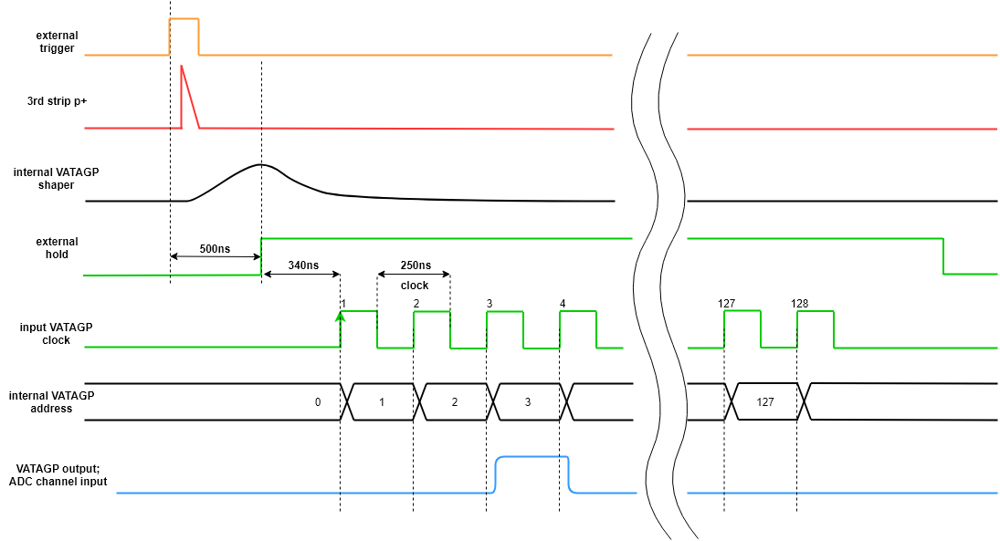 external
trigger
3rd strip p+
internal VATAGP
shaper
external
hold
500ns
340ns
250ns
clock
input VATAGP
clock
1
2
3
4
127
128
internal VATAGP
address
0
1
2
3
127
VATAGP output;
ADC channel input